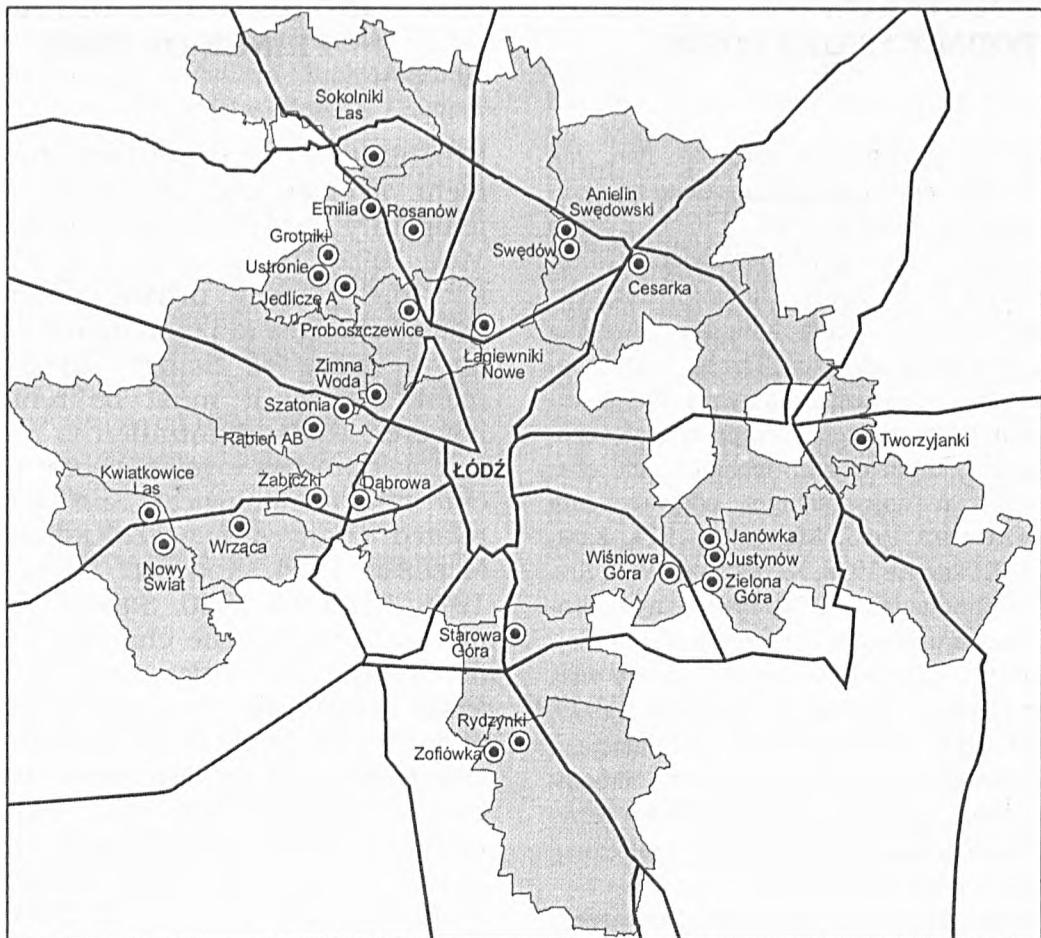 Sokolniki
Las
Emilia
Rosanów
Anielin
Swędowski
Grotniki
Swędów
Ustronie
Cesarka
Jedlicze A
Proboszczewice
Łagiewniki
Nowe
Zimna
Woda
Szatonia
Rąbień AB
Tworzyjanki
ŁÓDŹ
Kwiatkowice
Las
Żabiczki
Dąbrowa
Wrząca
Nowy
Świat
Janówka
Justynów
Wiśniowa
Góra
Zielona
Góra
Starowa
Góra
Rydzynki
Zofiówka